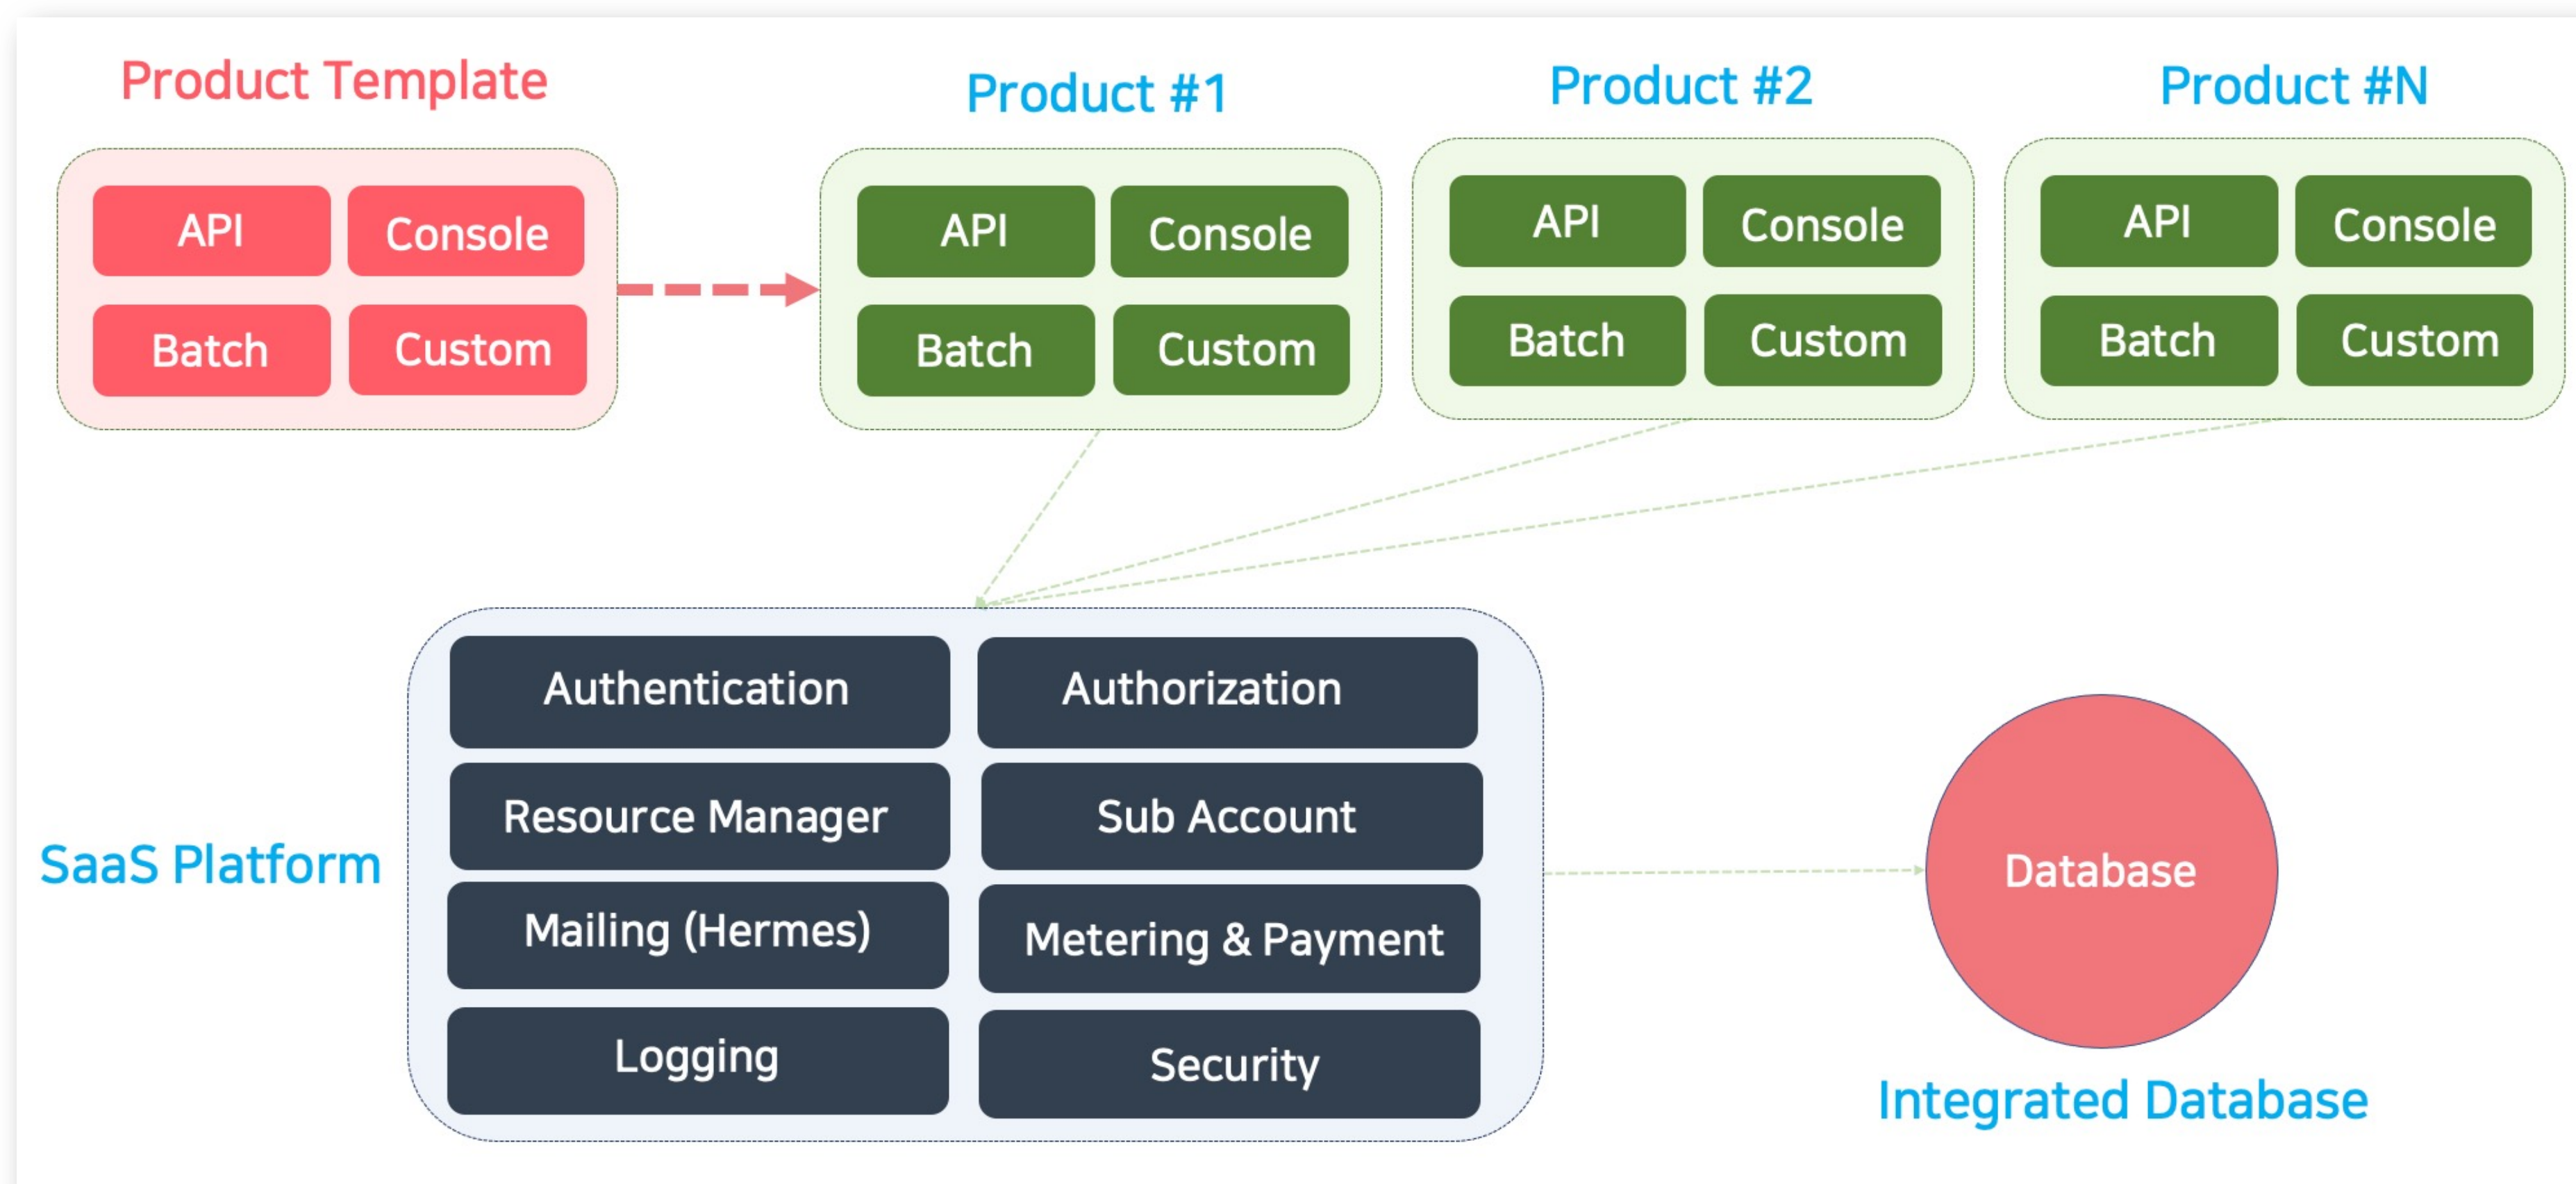 Product Template
Product #1
Product #2
Product #N
API
Console
Batch
Custom
API
Console
Batch
Custom
API
Console
Batch
Custom
API
Console
Batch
Custom
SaaS Platform
Authentication
Authorization
Resource Manager
Sub Account
Mailing (Hermes)
Metering & Payment
Logging
Security
Database
Integrated Database